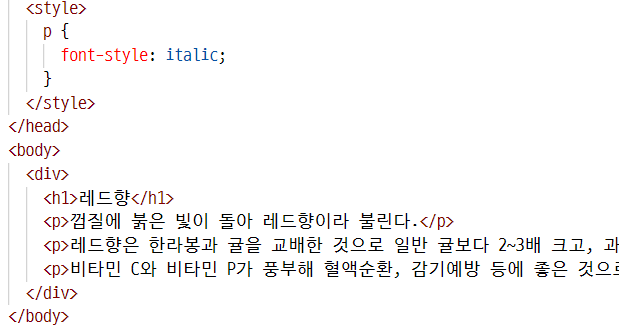 <style>
p {
font-style: italic;
}
</style>
</head>
<body>
<div>
<h1>레드향</h1>
<p>껍질에 붉은 빛이 돌아 레드향이라 불린다.</p>
<p>레드향은 한라봉과 귤을 교배한 것으로 일반 귤보다 2~3배 크고, 과
<p>비타민 C와 비타민 P가 풍부해 혈액순환, 감기예방 등에 좋은 것으로
</div>
</body>